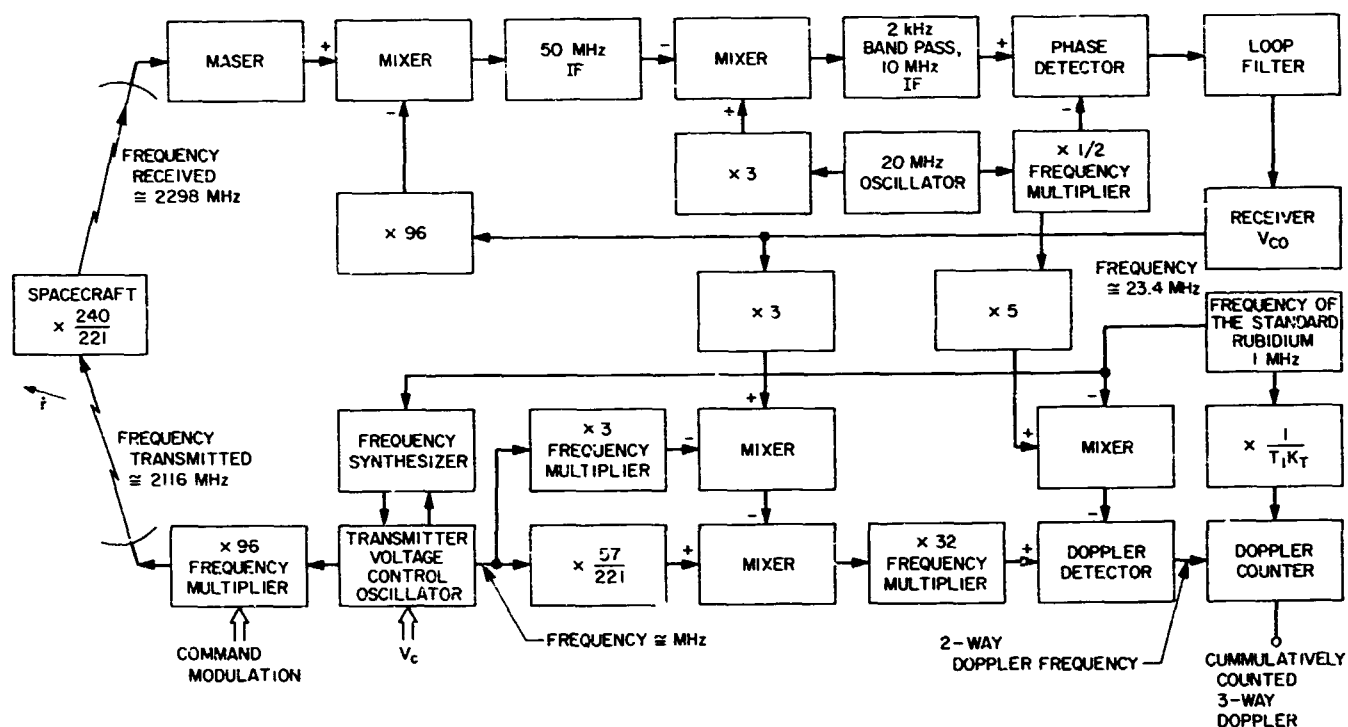 MASER
+
MIXER
-
50 MHz
IF
-
MIXER
+
2 kHz
BAND PASS,
10 MHz
IF
+
PHASE
DETECTOR
-
LOOP
FILTER
FREQUENCY
RECEIVED
≅ 2298 MHz
× 96
× 3
20 MHz
OSCILLATOR
× 1/2
FREQUENCY
MULTIPLIER
RECEIVER
VCO
SPACECRAFT
× 240
221
ṙ
× 3
× 5
FREQUENCY
≅ 23.4 MHz
FREQUENCY OF
THE STANDARD
RUBIDIUM
1 MHz
FREQUENCY
TRANSMITTED
≅ 2116 MHz
FREQUENCY
SYNTHESIZER
× 3
FREQUENCY
MULTIPLIER
-
+
MIXER
-
+
-
MIXER
-
× 1
T1KT
× 96
FREQUENCY
MULTIPLIER
TRANSMITTER
VOLTAGE
CONTROL
OSCILLATOR
× 57
221
+
MIXER
× 32
FREQUENCY
MULTIPLIER
+
DOPPLER
DETECTOR
DOPPLER
COUNTER
COMMAND
MODULATION
Vc
FREQUENCY ≅ MHz
2-WAY
DOPPLER FREQUENCY
CUMMULATIVELY
COUNTED
3-WAY
DOPPLER